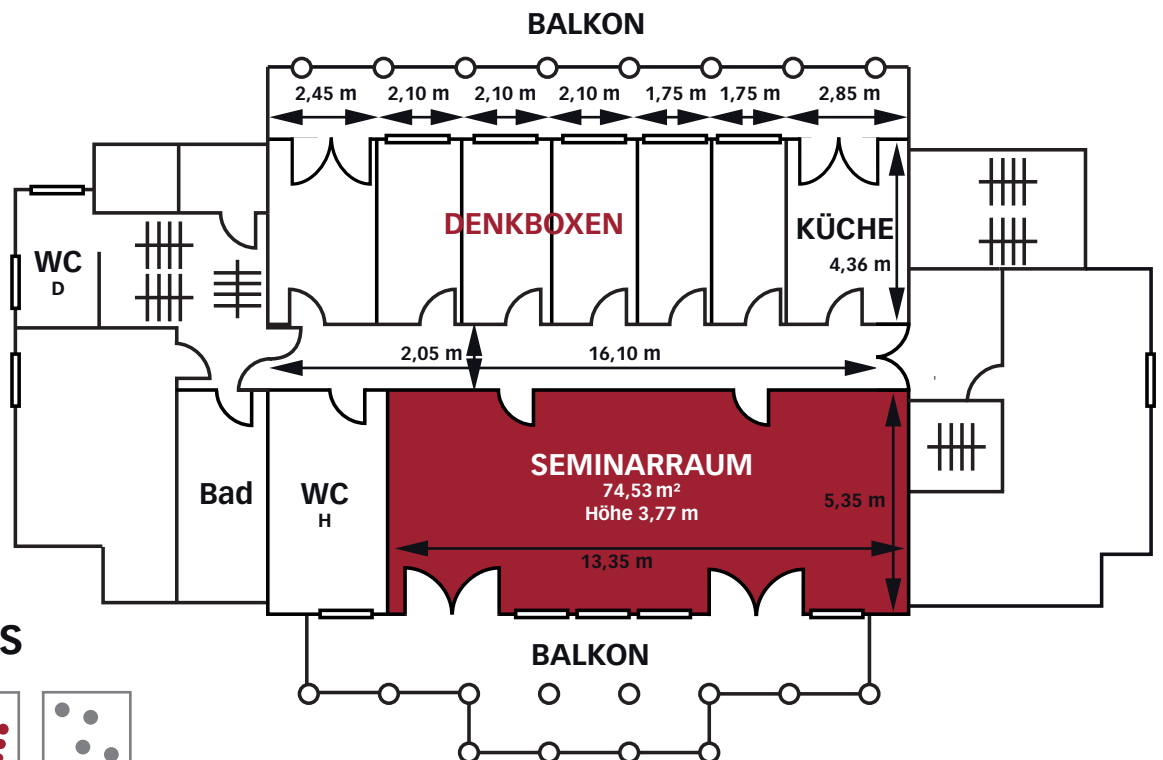 BALKON
2,45 m 2,10 m 2,10 m 2,10 m 1,75 m 1,75 m 2,85 m
DENKBOXEN
KÜCHE
4,36 m
WC
D
2,05 m 16,10 m
SEMINARRAUM
74,53 m²
Höhe 3,77 m
5,35 m
13,35 m
Bad
WC
H
BALKON
S